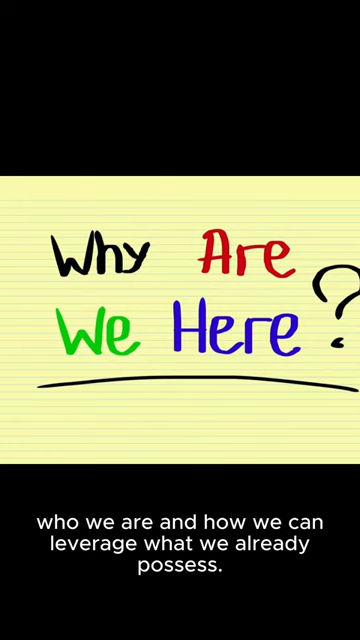 Why Are
We Here?
who we are and how we can
leverage what we already
possess.